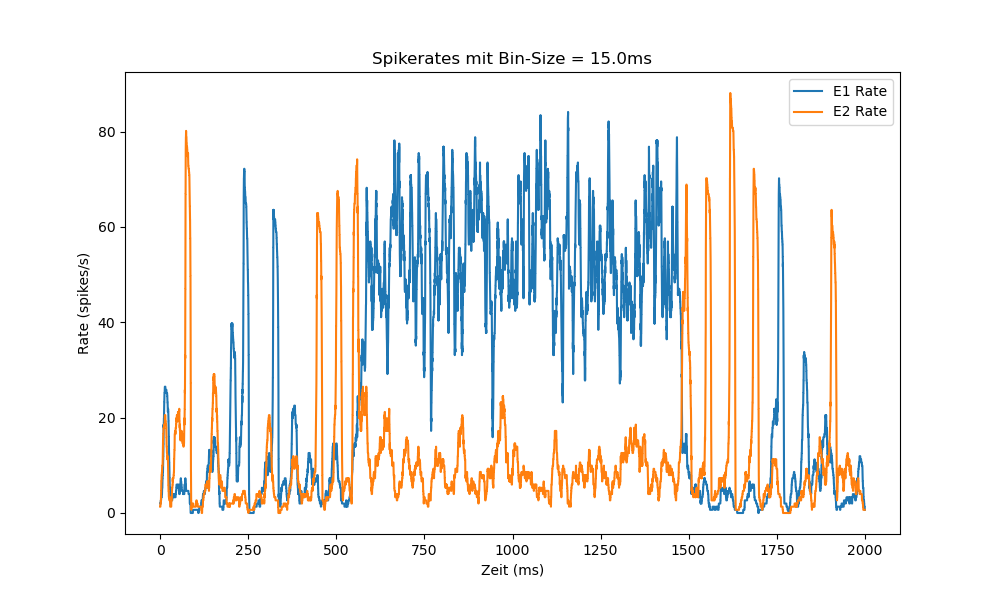 Spikerates mit Bin-Size = 15.0ms
E1 Rate
E2 Rate
80
60
40
20
0
Rate (spikes/s)
0 250 500 750 1000 1250 1500 1750 2000
Zeit (ms)